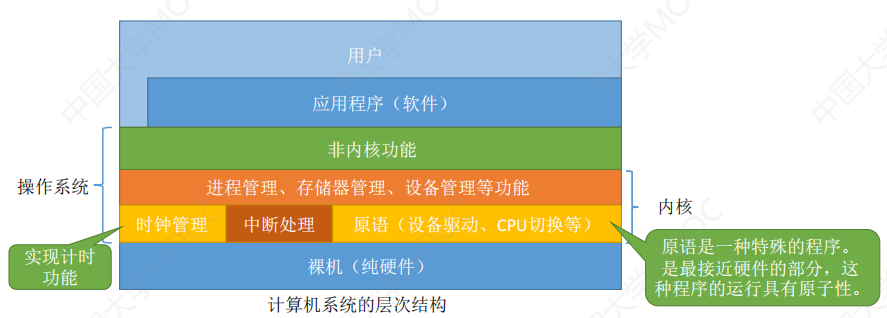 用户
应用程序（软件）
非内核功能
操作系统
进程管理、存储器管理、设备管理等功能
内核
时钟管理
中断处理
原语（设备驱动、CPU切换等）
实现计时
功能
裸机（纯硬件）
原语是一种特殊的程序。
是最接近硬件的部分，这
种程序的运行具有原子性。
计算机系统的层次结构
中国大学MOOC